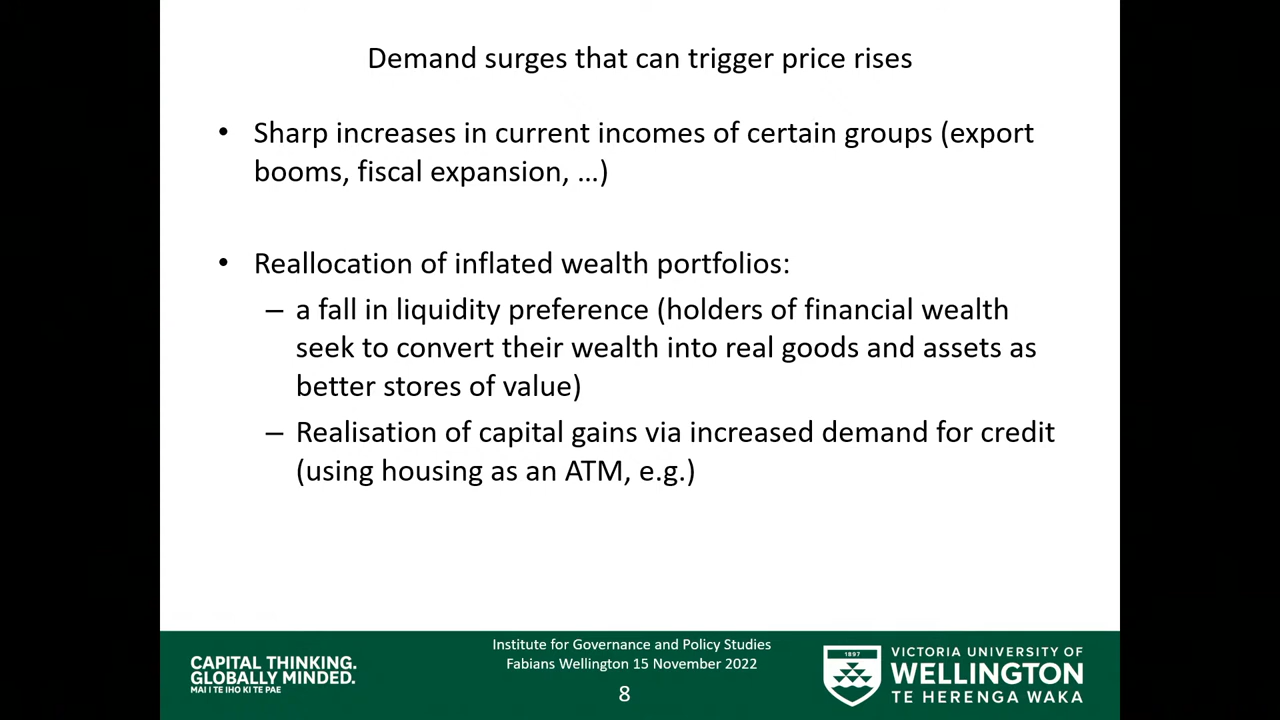 Demand surges that can trigger price rises
• Sharp increases in current incomes of certain groups (export
booms, fiscal expansion, …)
• Reallocation of inflated wealth portfolios:
– a fall in liquidity preference (holders of financial wealth
seek to convert their wealth into real goods and assets as
better stores of value)
– Realisation of capital gains via increased demand for credit
(using housing as an ATM, e.g.)
CAPITAL THINKING.
GLOBALLY MINDED.
MAI I TE IHO KI TE PAE
Institute for Governance and Policy Studies
Fabians Wellington 15 November 2022
8
1897
VICTORIA UNIVERSITY OF
WELLINGTON
TE HERENGA WAKA